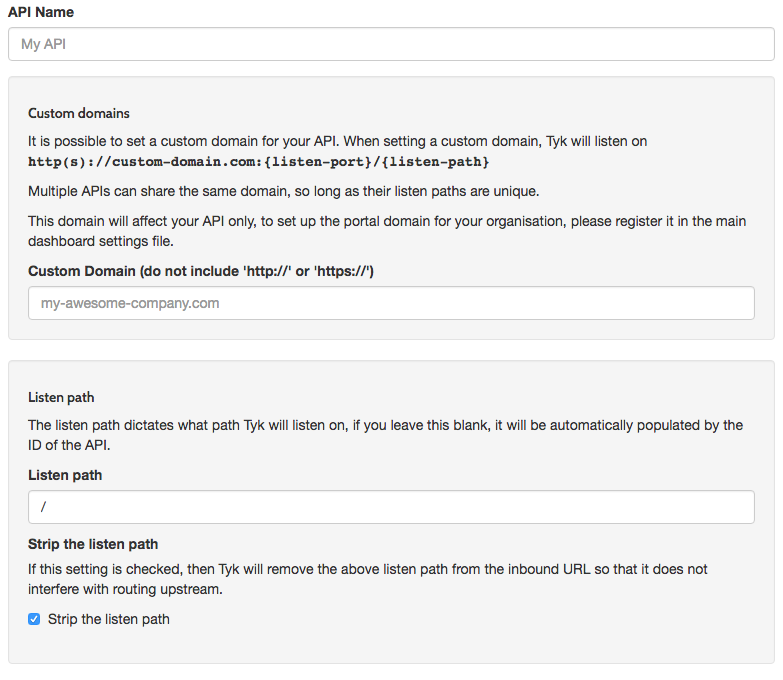 API Name
My API
Custom domains
It is possible to set a custom domain for your API. When setting a custom domain, Tyk will listen on
http(s)://custom-domain.com:{listen-port}/{listen-path}
Multiple APIs can share the same domain, so long as their listen paths are unique.
This domain will affect your API only, to set up the portal domain for your organisation, please register it in the main
dashboard settings file.
Custom Domain (do not include 'http://' or 'https://')
my-awesome-company.com
Listen path
The listen path dictates what path Tyk will listen on, if you leave this blank, it will be automatically populated by the
ID of the API.
Listen path
/
Strip the listen path
If this setting is checked, then Tyk will remove the above listen path from the inbound URL so that it does not
interfere with routing upstream.
Strip the listen path